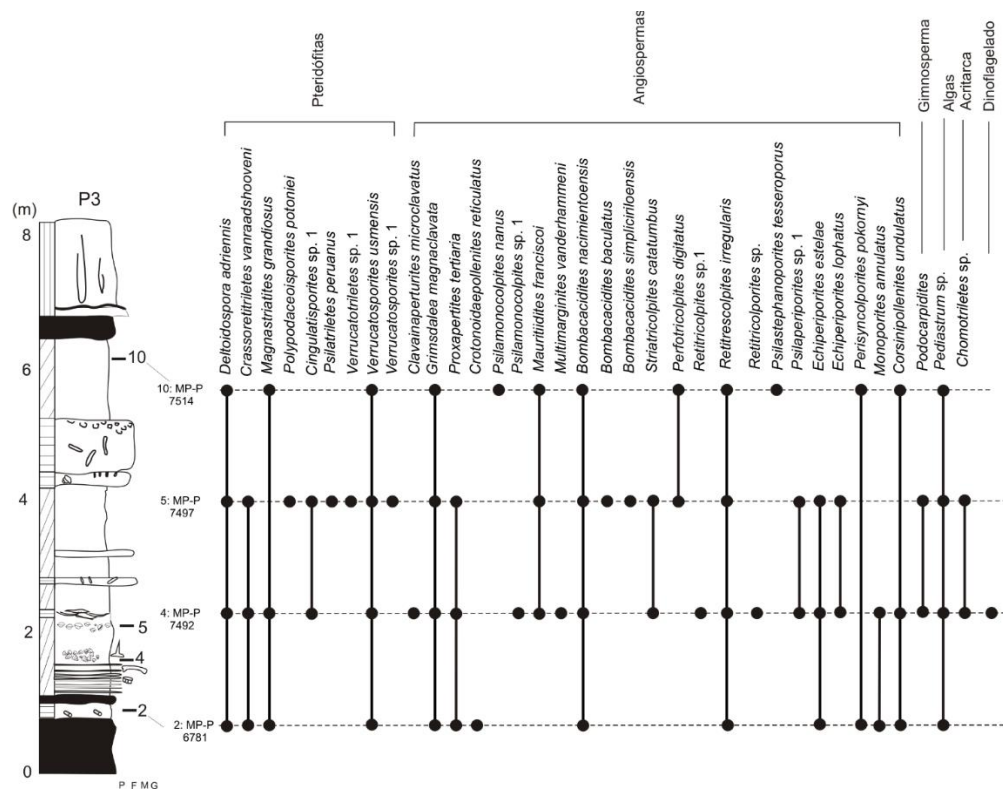 Pteridófitas
Angiospermas
Gimnosperma
Algas
Acritarca
Dinoflagelado
Deltoidospora adriennis
Crassoretitriletes vanraadshooveni
Magnastriatites grandiosus
Polypodaceoisporites potoniei
Cingulatisporites sp. 1
Psilatriletes peruanus
Verrucatotriletes sp. 1
Verrucatosporites usmensis
Verrucatosporites sp. 1
Clavainaperturites microclavatus
Grimsdalea magnaclavata
Proxapertites tertiaria
Crotonoideaepollenites reticulatus
Psilamonocolpites nanus
Psilamonocolpites sp. 1
Mauritiidites franciscoi
Multimarginites vanderhammeni
Bombacacidites nacimientoensis
Bombacacidites baculatus
Bombacacidites simpliciriloensis
Striatricolpites catatumbus
Perfotricolpites digitatus
Retitricolpites sp.1
Retitrescolpites irregularis
Retitricolporites sp.
Psilastephanoporites tesseroporus
Psilaperiporites sp. 1
Echiperiporites estelae
Echiperiporites lophatus
Perisyncolporites pokornyi
Monoporites annulatus
Corsinipollenites undulatus
Podocarpidites
Pediastrum sp.
Chomotriletes sp.
(m)
P3
8
6
4
2
0
10
5
4
2
10: MP-P
7514
5: MP-P
7497
4: MP-P
7492
2: MP-P
6781
P F M G